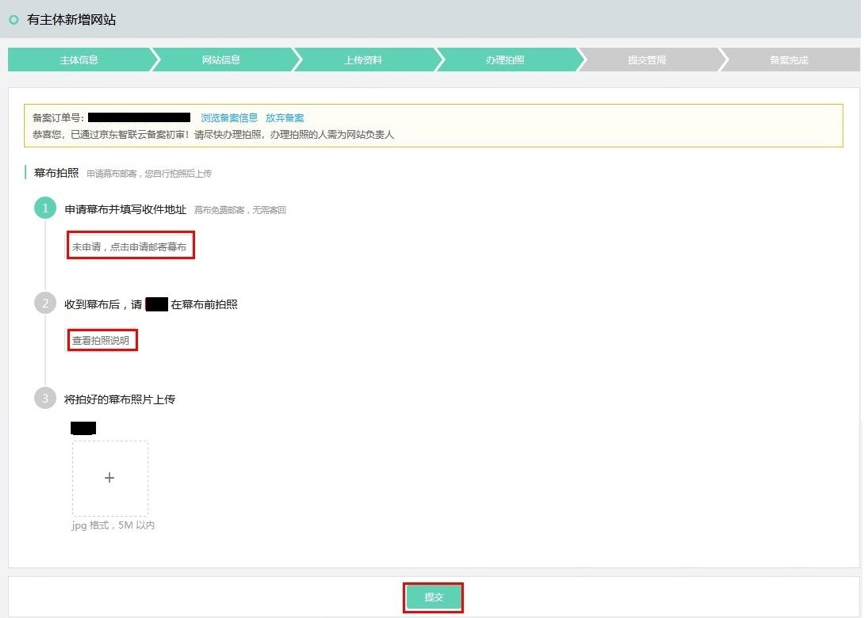 有主体新增网站
主体信息 网站信息 上传资料 办理拍照 提交管局 备案完成
备案订单号： 浏览备案信息 放弃备案
恭喜您，已通过京东智联云备案初审！请尽快办理拍照，办理拍照的人需为网站负责人
幕布拍照 申请幕布邮寄，您自行拍照后上传
1 申请幕布并填写收件地址 幕布免费邮寄，无需寄回
未申请，点击申请邮寄幕布
2 收到幕布后，请 在幕布前拍照
查看拍照说明
3 将拍好的幕布照片上传
+
jpg 格式，5M 以内
提交